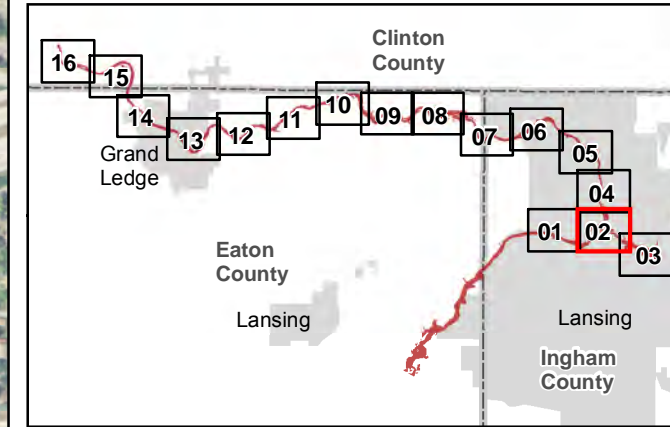 Clinton
County
16
15
14
13
12
11
10
09
08
07
06
05
04
01
02
03
Grand
Ledge
Eaton
County
Lansing
Lansing
Ingham
County